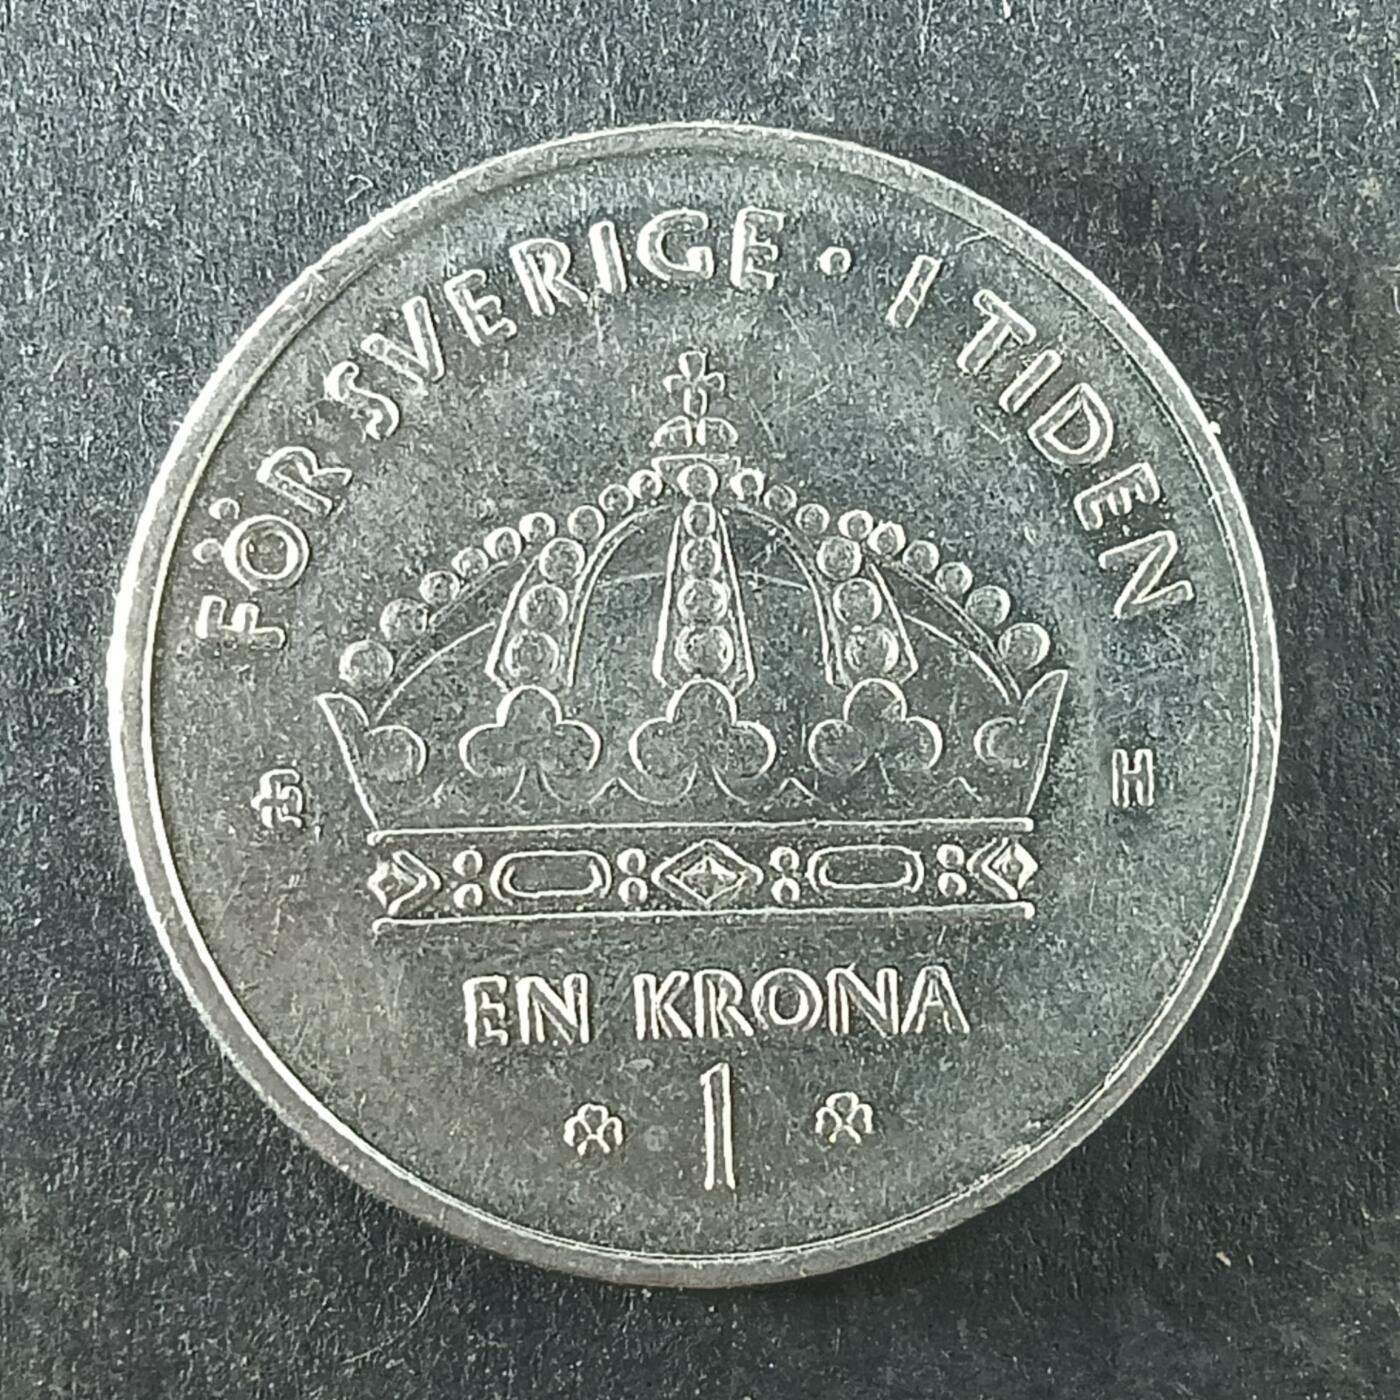 FÖR SVERIGE · I TIDEN
H
EN KRONA
1